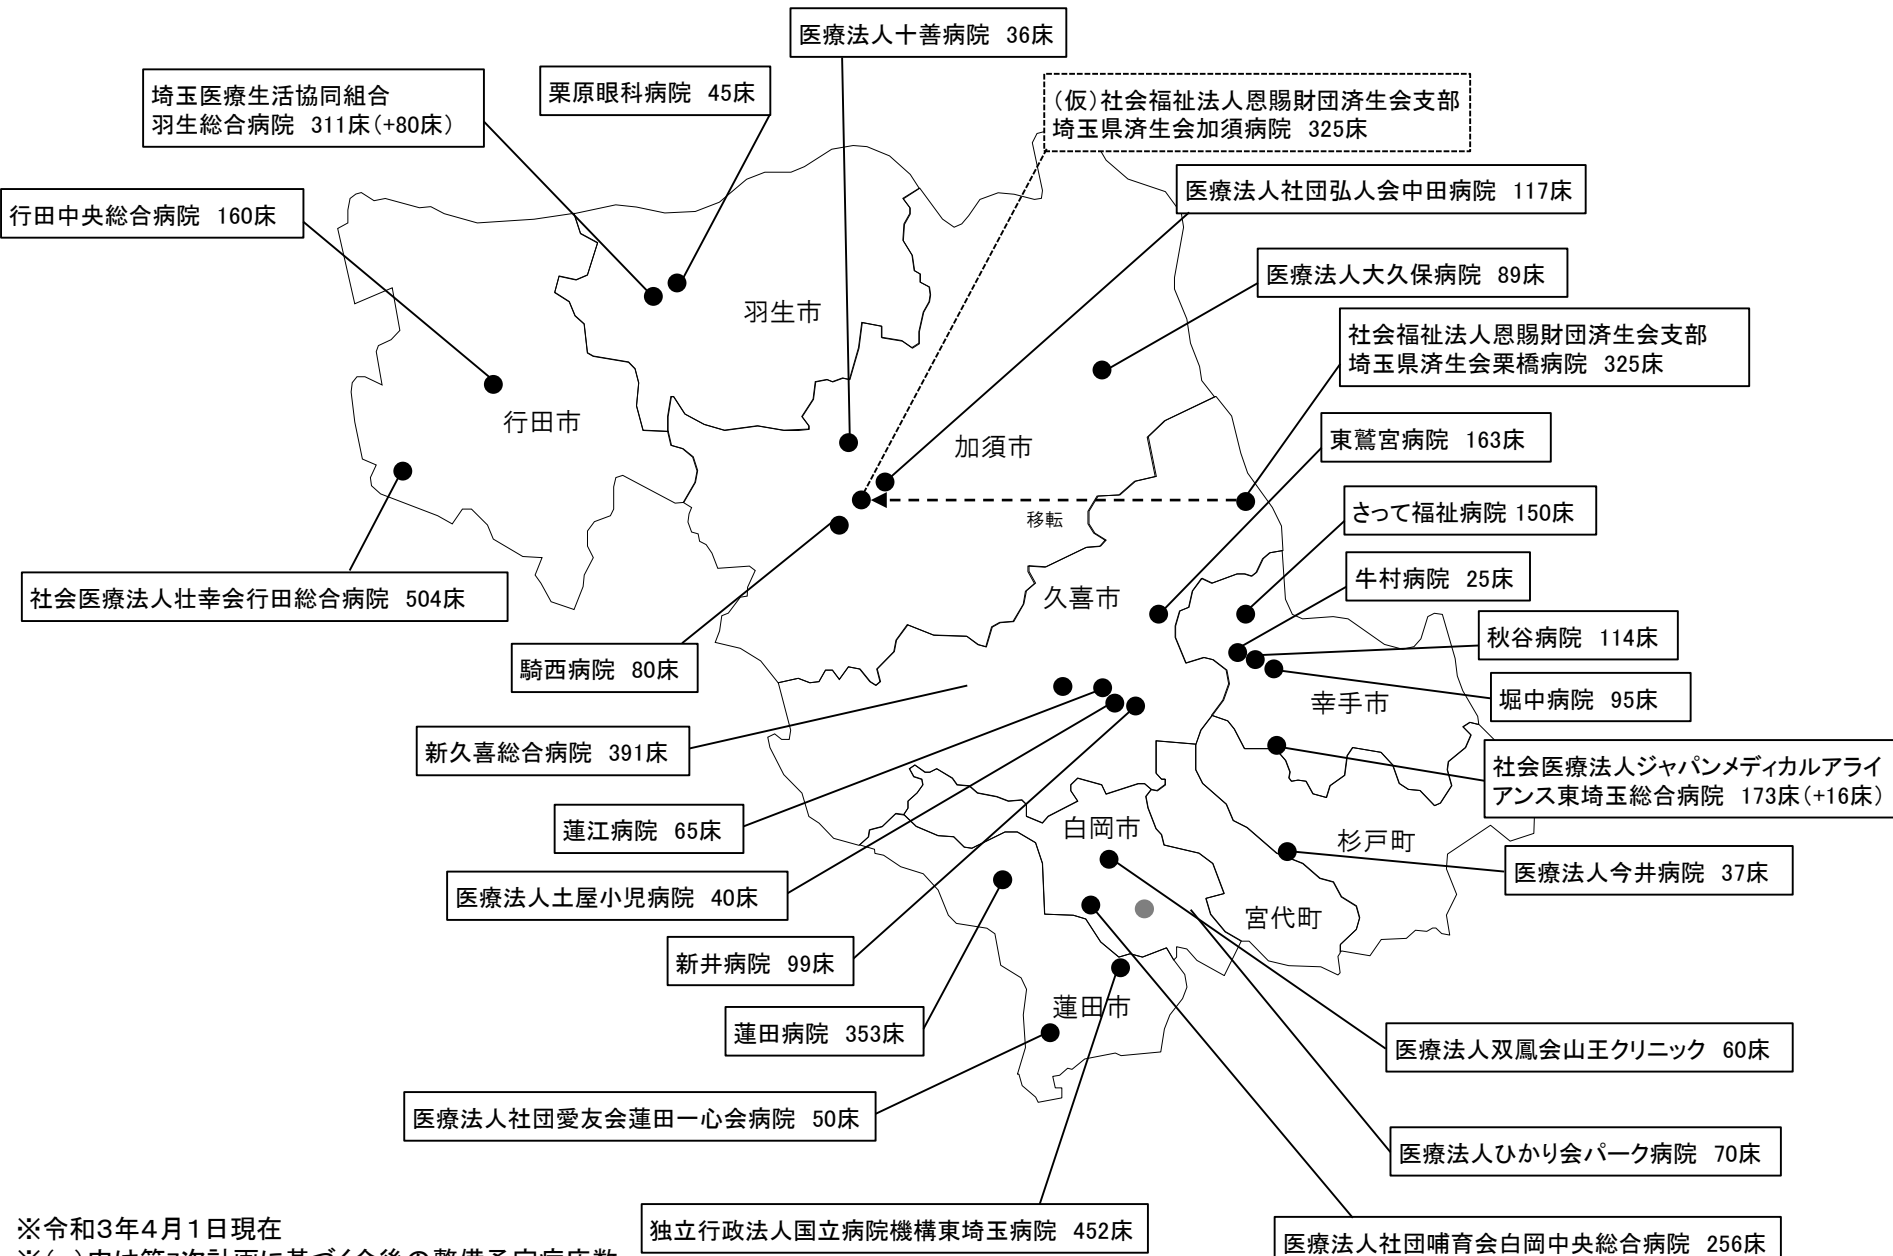 医療法人十善病院 36床
埼玉医療生活協同組合
羽生総合病院 311床(+80床)
栗原眼科病院 45床
(仮)社会福祉法人恩賜財団済生会支部
埼玉県済生会加須病院 325床
医療法人社団弘人会中田病院 117床
行田中央総合病院 160床
医療法人大久保病院 89床
羽生市
社会福祉法人恩賜財団済生会支部
埼玉県済生会栗橋病院 325床
行田市
加須市
東鷲宮病院 163床
移転
さって福祉病院 150床
牛村病院 25床
社会医療法人壮幸会行田総合病院 504床
久喜市
秋谷病院 114床
騎西病院 80床
堀中病院 95床
幸手市
新久喜総合病院 391床
社会医療法人ジャパンメディカルアライ
アンス東埼玉総合病院 173床(+16床)
蓮江病院 65床
白岡市
杉戸町
医療法人今井病院 37床
医療法人土屋小児病院 40床
宮代町
新井病院 99床
蓮田市
蓮田病院 353床
医療法人双鳳会山王クリニック 60床
医療法人社団愛友会蓮田一心会病院 50床
医療法人ひかり会パーク病院 70床
独立行政法人国立病院機構東埼玉病院 452床
医療法人社団哺育会白岡中央総合病院 256床
※令和3年4月1日現在
※( )内は第7次計画に基づく今後の整備予定病床数